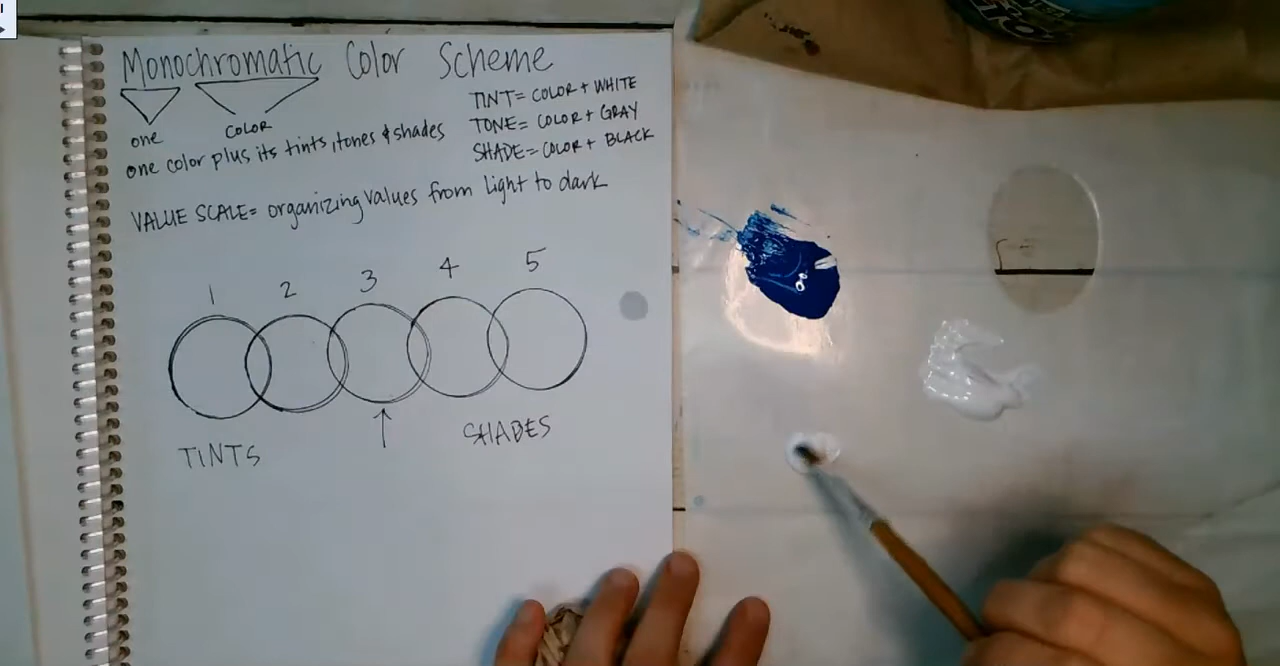 Monochromatic Color Scheme
one
COLOR
one color plus its tints, tones & shades
TINT = COLOR + WHITE
TONE = COLOR + GRAY
SHADE = COLOR + BLACK
VALUE SCALE = organizing values from light to dark
1 2 3 4 5
TINTS
SHADES